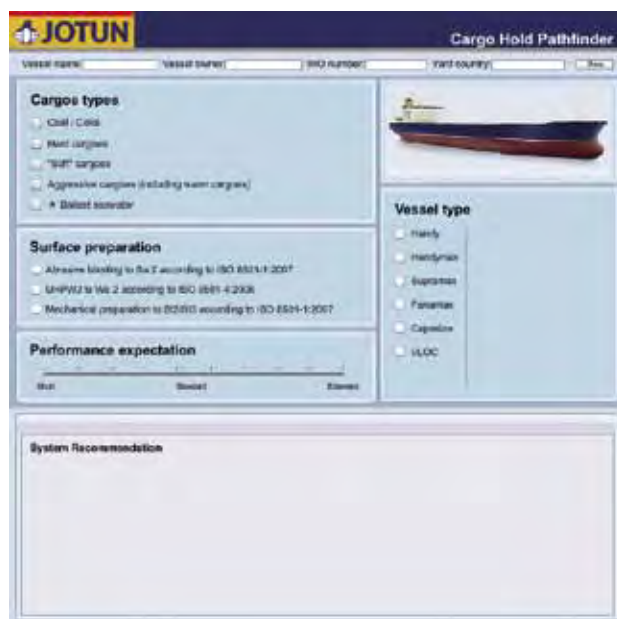 JOTUN
Cargo Hold Pathfinder
Vessel name: Vessel owner: IMO number: Yard country:
Cargos types
Coal / Coke
Hard cargoes
"Soft" cargoes
Aggressive cargoes (including water cargoes)
+ Ballast seawater
Vessel type
Handy
Handymax
Supramax
Panamax
Capesize
VLOC
Surface preparation
Abrasive blasting to Sa 2 according to ISO 8501-1:2007
UHPWJ to Wa 2 according to ISO 8501-4:2006
Mechanical preparation to St2/St3 according to ISO 8501-1:2007
Performance expectation
Short Standard Extended
System Recommendation